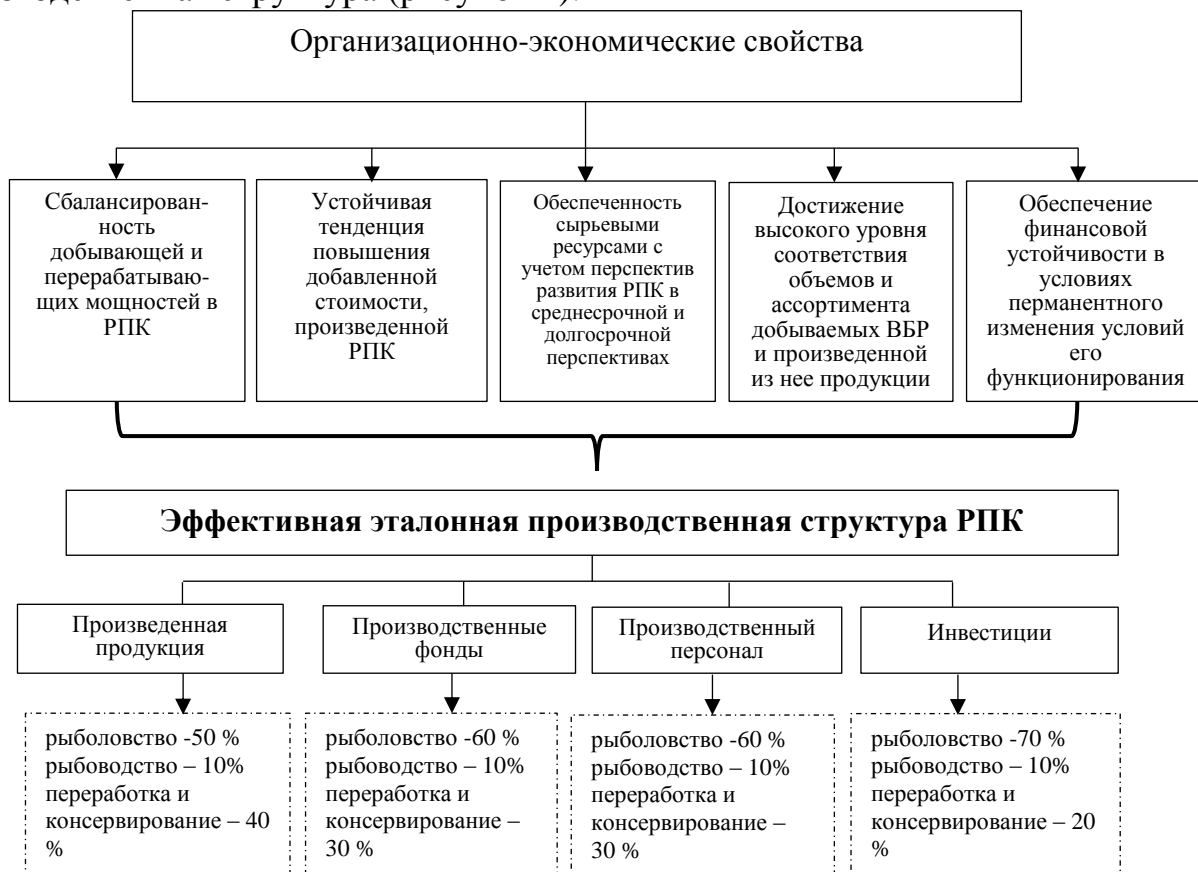 Организационно-экономические свойства
Сбалансирован-
ность
добывающей и
перерабатываю-
щих мощностей в
РПК
Устойчивая
тенденция
повышения
добавленной
стоимости,
произведенной
РПК
Обеспеченность
сырьевыми
ресурсами с
учетом перспектив
развития РПК в
среднесрочной и
долгосрочной
перспективах
Достижение
высокого уровня
соответствия
объемов и
ассортимента
добываемых ВБР
и произведенной
из нее продукции
Обеспечение
финансовой
устойчивости в
условиях
перманентного
изменения условий
его
функционирования
Эффективная эталонная производственная структура РПК
Произведенная
продукция
Производственные
фонды
Производственный
персонал
Инвестиции
рыболовство -50 %
рыбоводство – 10%
переработка и
консервирование – 40
%
рыболовство -60 %
рыбоводство – 10%
переработка и
консервирование –
30 %
рыболовство -60 %
рыбоводство – 10%
переработка и
консервирование –
30 %
рыболовство -70 %
рыбоводство – 10%
переработка и
консервирование – 20
%